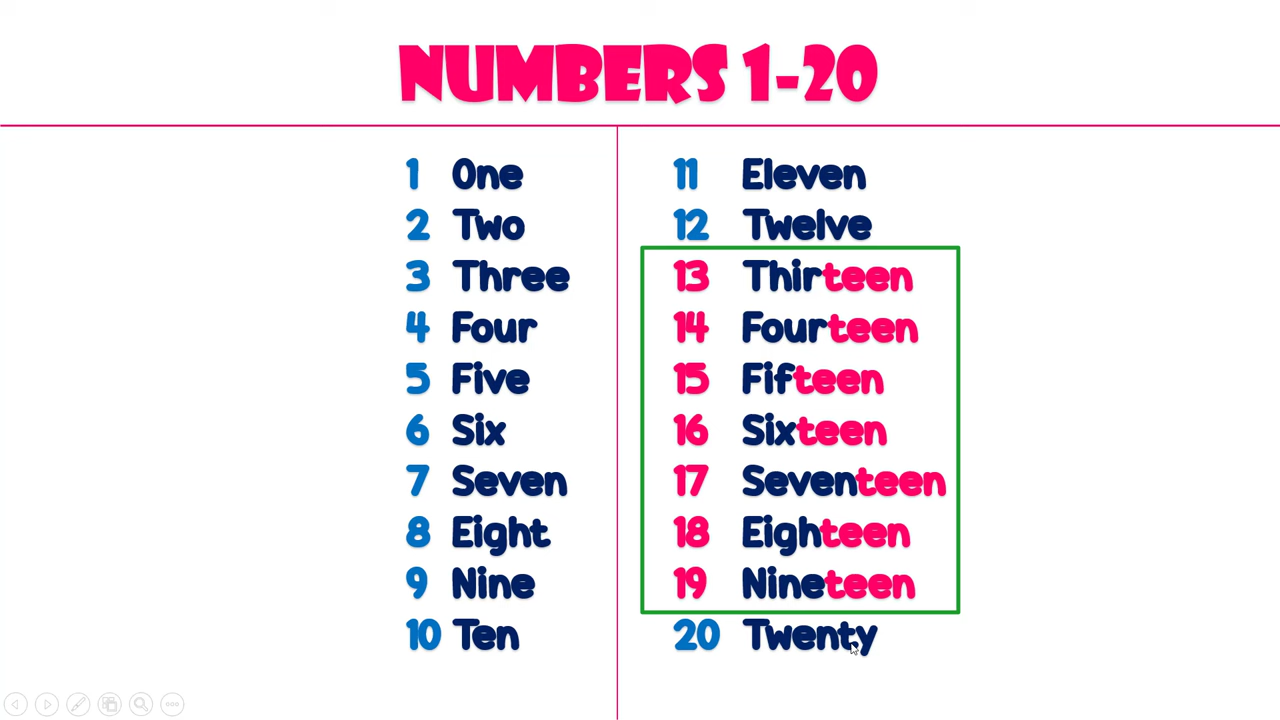 NUMBERS 1-20
1 One
2 Two
3 Three
4 Four
5 Five
6 Six
7 Seven
8 Eight
9 Nine
10 Ten
11 Eleven
12 Twelve
13 Thirteen
14 Fourteen
15 Fifteen
16 Sixteen
17 Seventeen
18 Eighteen
19 Nineteen
20 Twenty